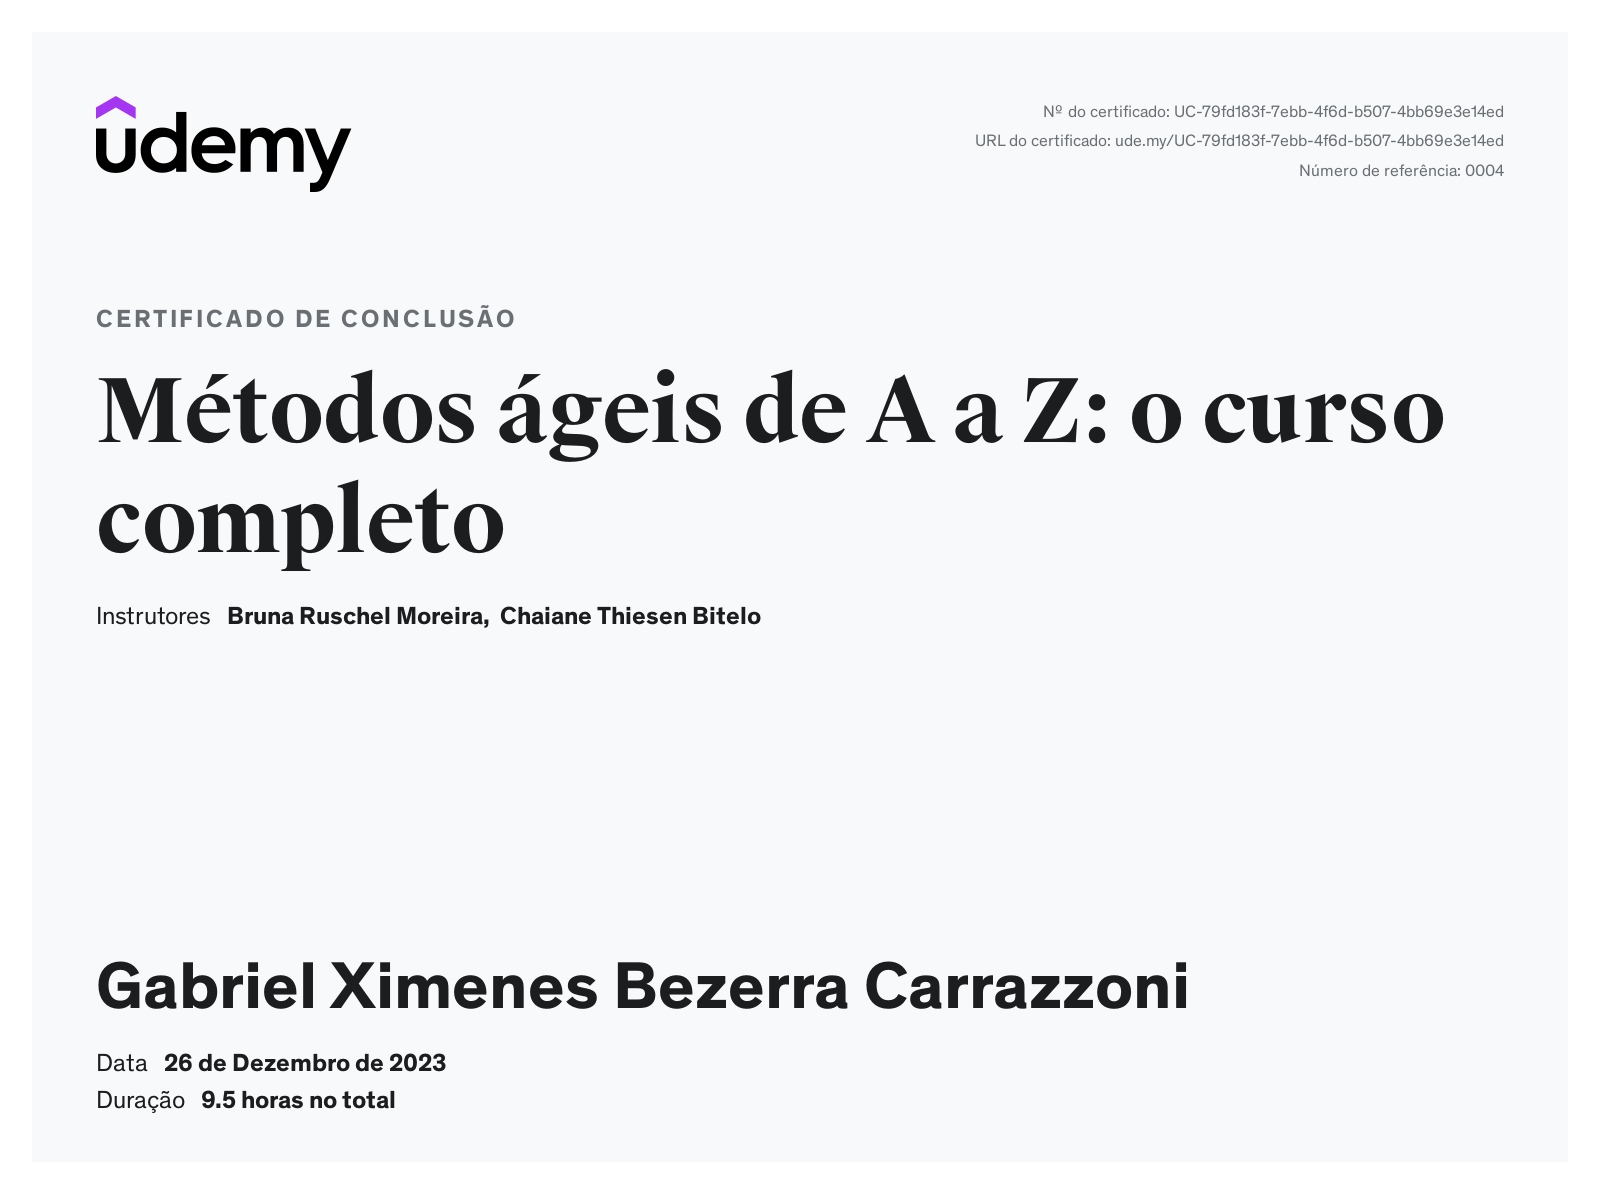 udemy
Nº do certificado: UC-79fd183f-7ebb-4f6d-b507-4bb69e3e14ed
URL do certificado: ude.my/UC-79fd183f-7ebb-4f6d-b507-4bb69e3e14ed
Número de referência: 0004
CERTIFICADO DE CONCLUSÃO
Métodos ágeis de A a Z: o curso
completo
Instrutores Bruna Ruschel Moreira, Chaiane Thiesen Bitelo
Gabriel Ximenes Bezerra Carrazzoni
Data 26 de Dezembro de 2023
Duração 9.5 horas no total